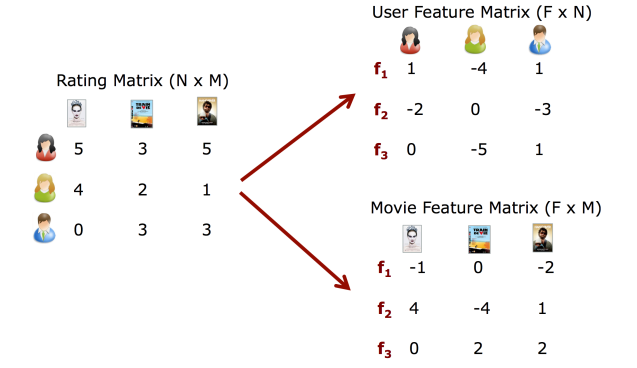 User Feature Matrix (F x N)
f1 1 -4 1
f2 -2 0 -3
f3 0 -5 1
Rating Matrix (N x M)
5 3 5
4 2 1
0 3 3
Movie Feature Matrix (F x M)
f1 -1 0 -2
f2 4 -4 1
f3 0 2 2